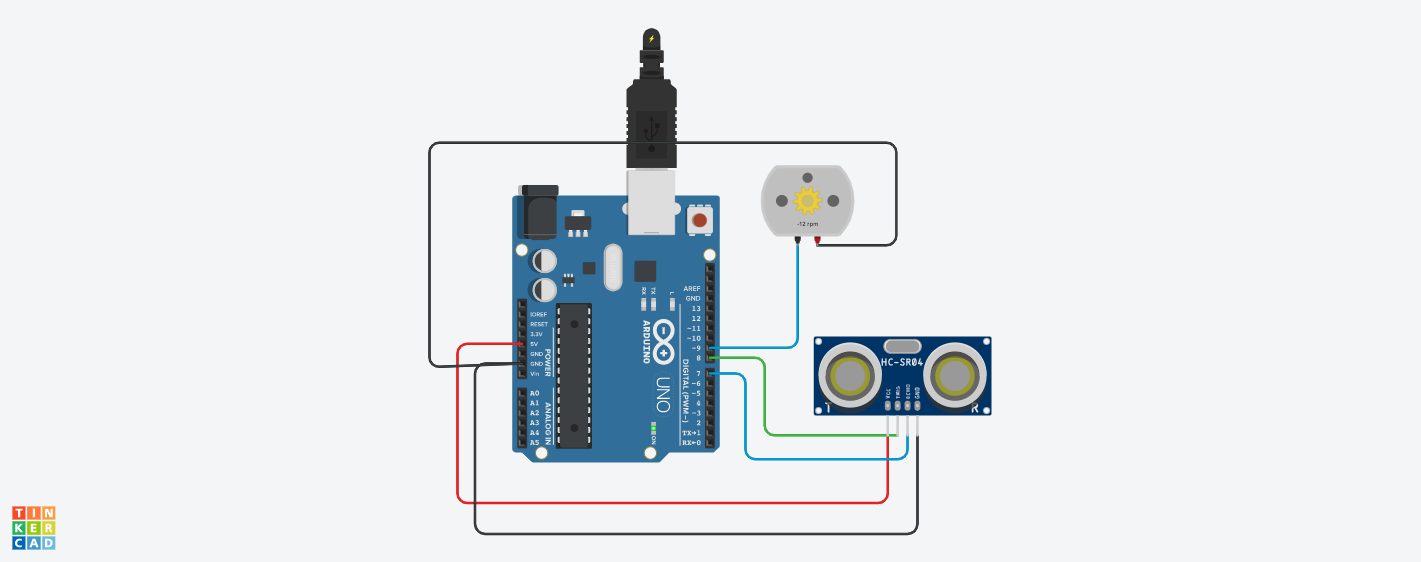 -12 rpm
RX
TX
L
AREF
GND
13
12
~11
~10
~9
8
7
~6
~5
4
~3
2
TX→1
RX←0
DIGITAL (PWM~)
ARDUINO
UNO
ON
IOREF
RESET
3.3V
5V
GND
GND
Vin
POWER
A0
A1
A2
A3
A4
A5
ANALOG IN
HC-SR04
VCC
TRIG
ECHO
GND
T
R
TIN
KER
CAD